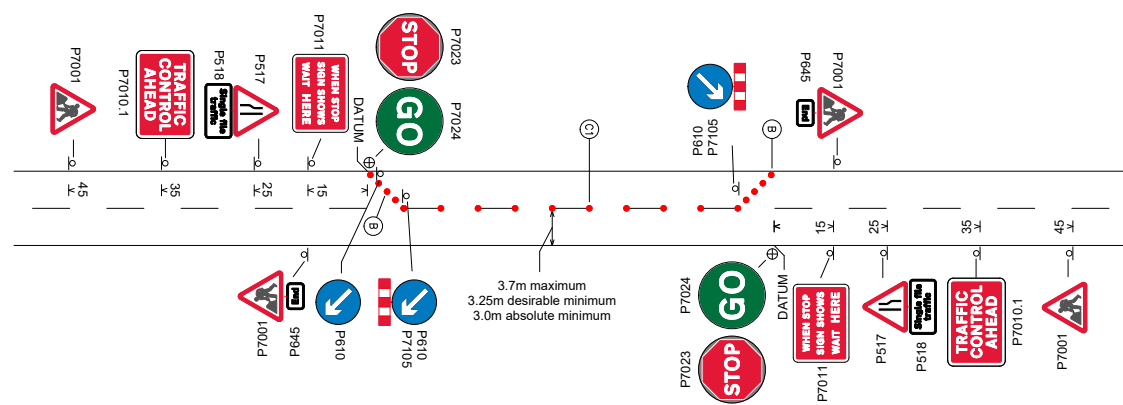 P7001
P7010.1
TRAFFIC
CONTROL
AHEAD
P518
Single file
traffic
P517
P7011
WHEN STOP
SIGN SHOWS
WAIT HERE
DATUM
STOP
P7023
GO
P7024
C1
P610
P7105
B
P645
End
P7001
45
35
25
15
B
15
25
35
45
P7001
End
P645
P610
P610
P7105
3.7m maximum
3.25m desirable minimum
3.0m absolute minimum
P7024
GO
P7023
STOP
DATUM
WHEN STOP
SIGN SHOWS
WAIT HERE
P7011
P517
Single file
traffic
P518
TRAFFIC
CONTROL
AHEAD
P7010.1
P7001